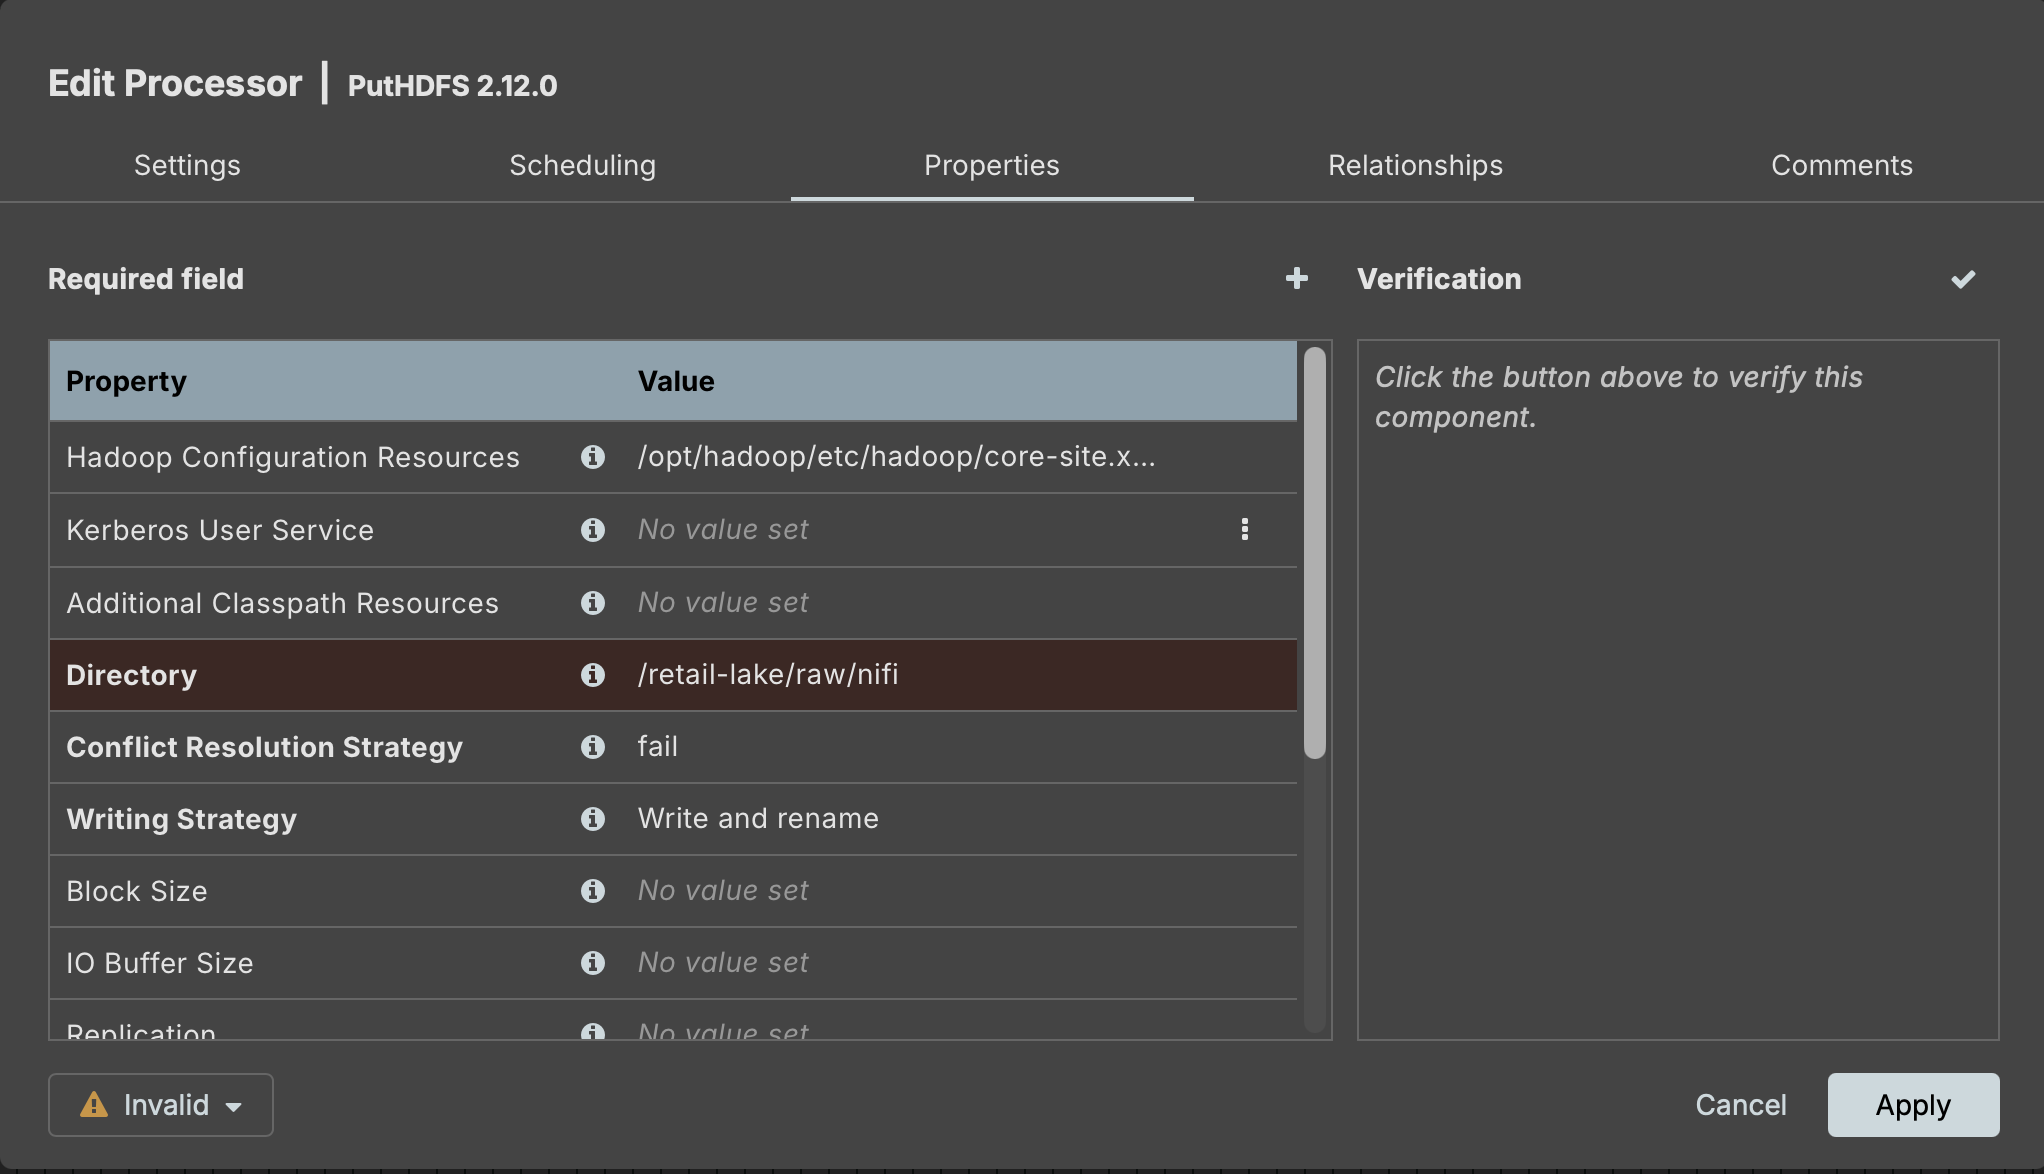 Edit Processor | PutHDFS 2.12.0
Settings Scheduling Properties Relationships Comments
Required field
Verification
Property Value
Click the button above to verify this
component.
Hadoop Configuration Resources /opt/hadoop/etc/hadoop/core-site.x...
Kerberos User Service No value set
Additional Classpath Resources No value set
Directory /retail-lake/raw/nifi
Conflict Resolution Strategy fail
Writing Strategy Write and rename
Block Size No value set
IO Buffer Size No value set
Replication No value set
Invalid
Cancel Apply